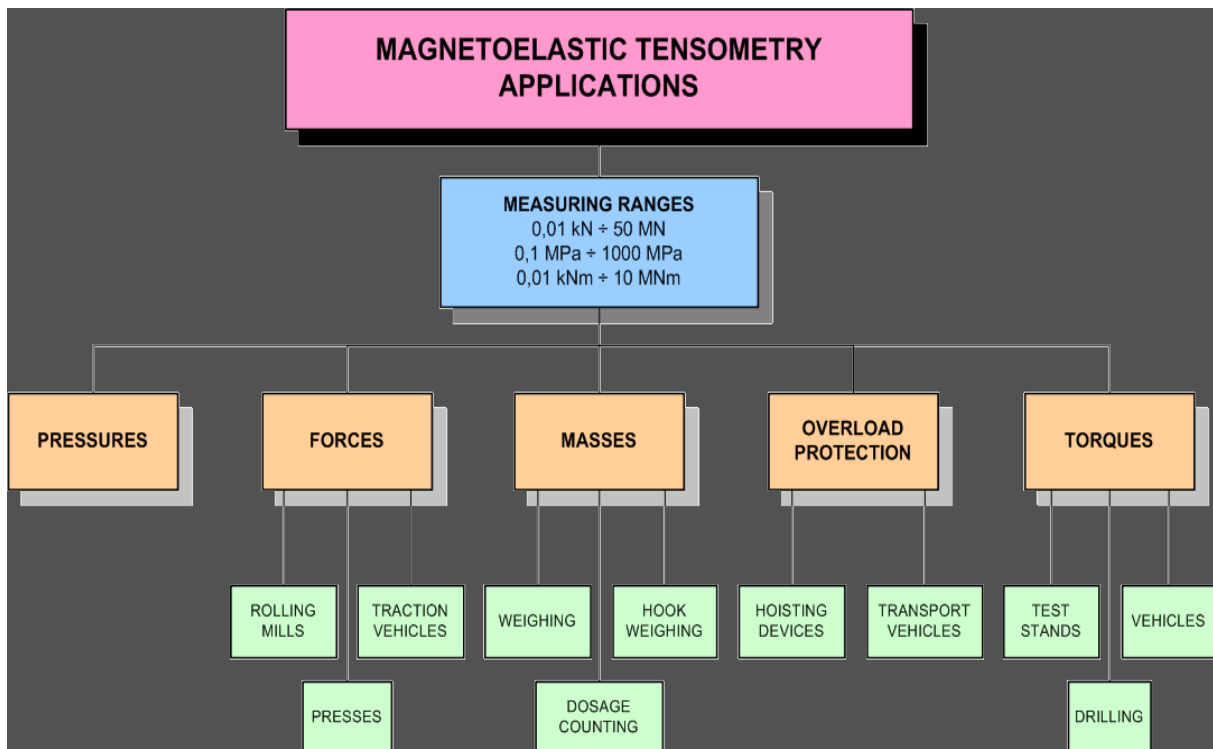 MAGNETOELASTIC TENSOMETRY
APPLICATIONS
MEASURING RANGES
0,01 kN ÷ 50 MN
0,1 MPa ÷ 1000 MPa
0,01 kNm ÷ 10 MNm
PRESSURES
FORCES
MASSES
OVERLOAD
PROTECTION
TORQUES
ROLLING
MILLS
TRACTION
VEHICLES
WEIGHING
HOOK
WEIGHING
HOISTING
DEVICES
TRANSPORT
VEHICLES
TEST
STANDS
VEHICLES
PRESSES
DOSAGE
COUNTING
DRILLING